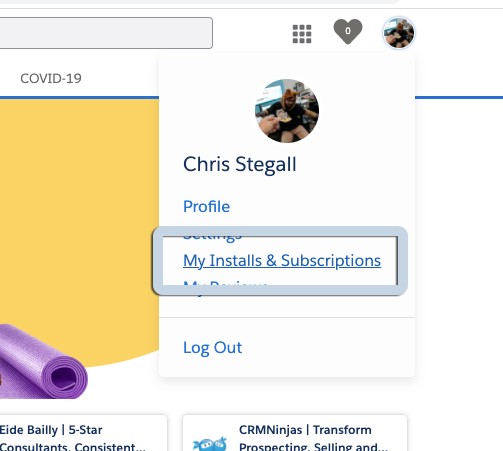 0
COVID-19
Chris Stegall
Profile
Settings
My Installs & Subscriptions
My Reviews
Log Out
Eide Bailly | 5-Star
Consultants, Consistent...
CRMNinjas | Transform
Prospecting, Selling and...